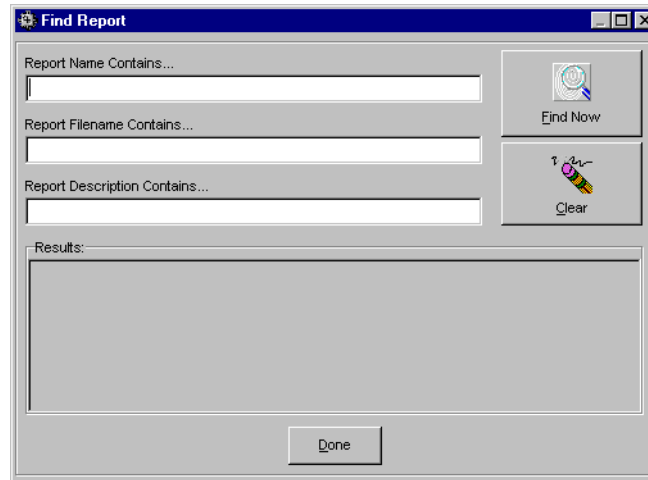 Find Report
Report Name Contains...
Find Now
Report Filename Contains...
Report Description Contains...
Clear
Results:
Done